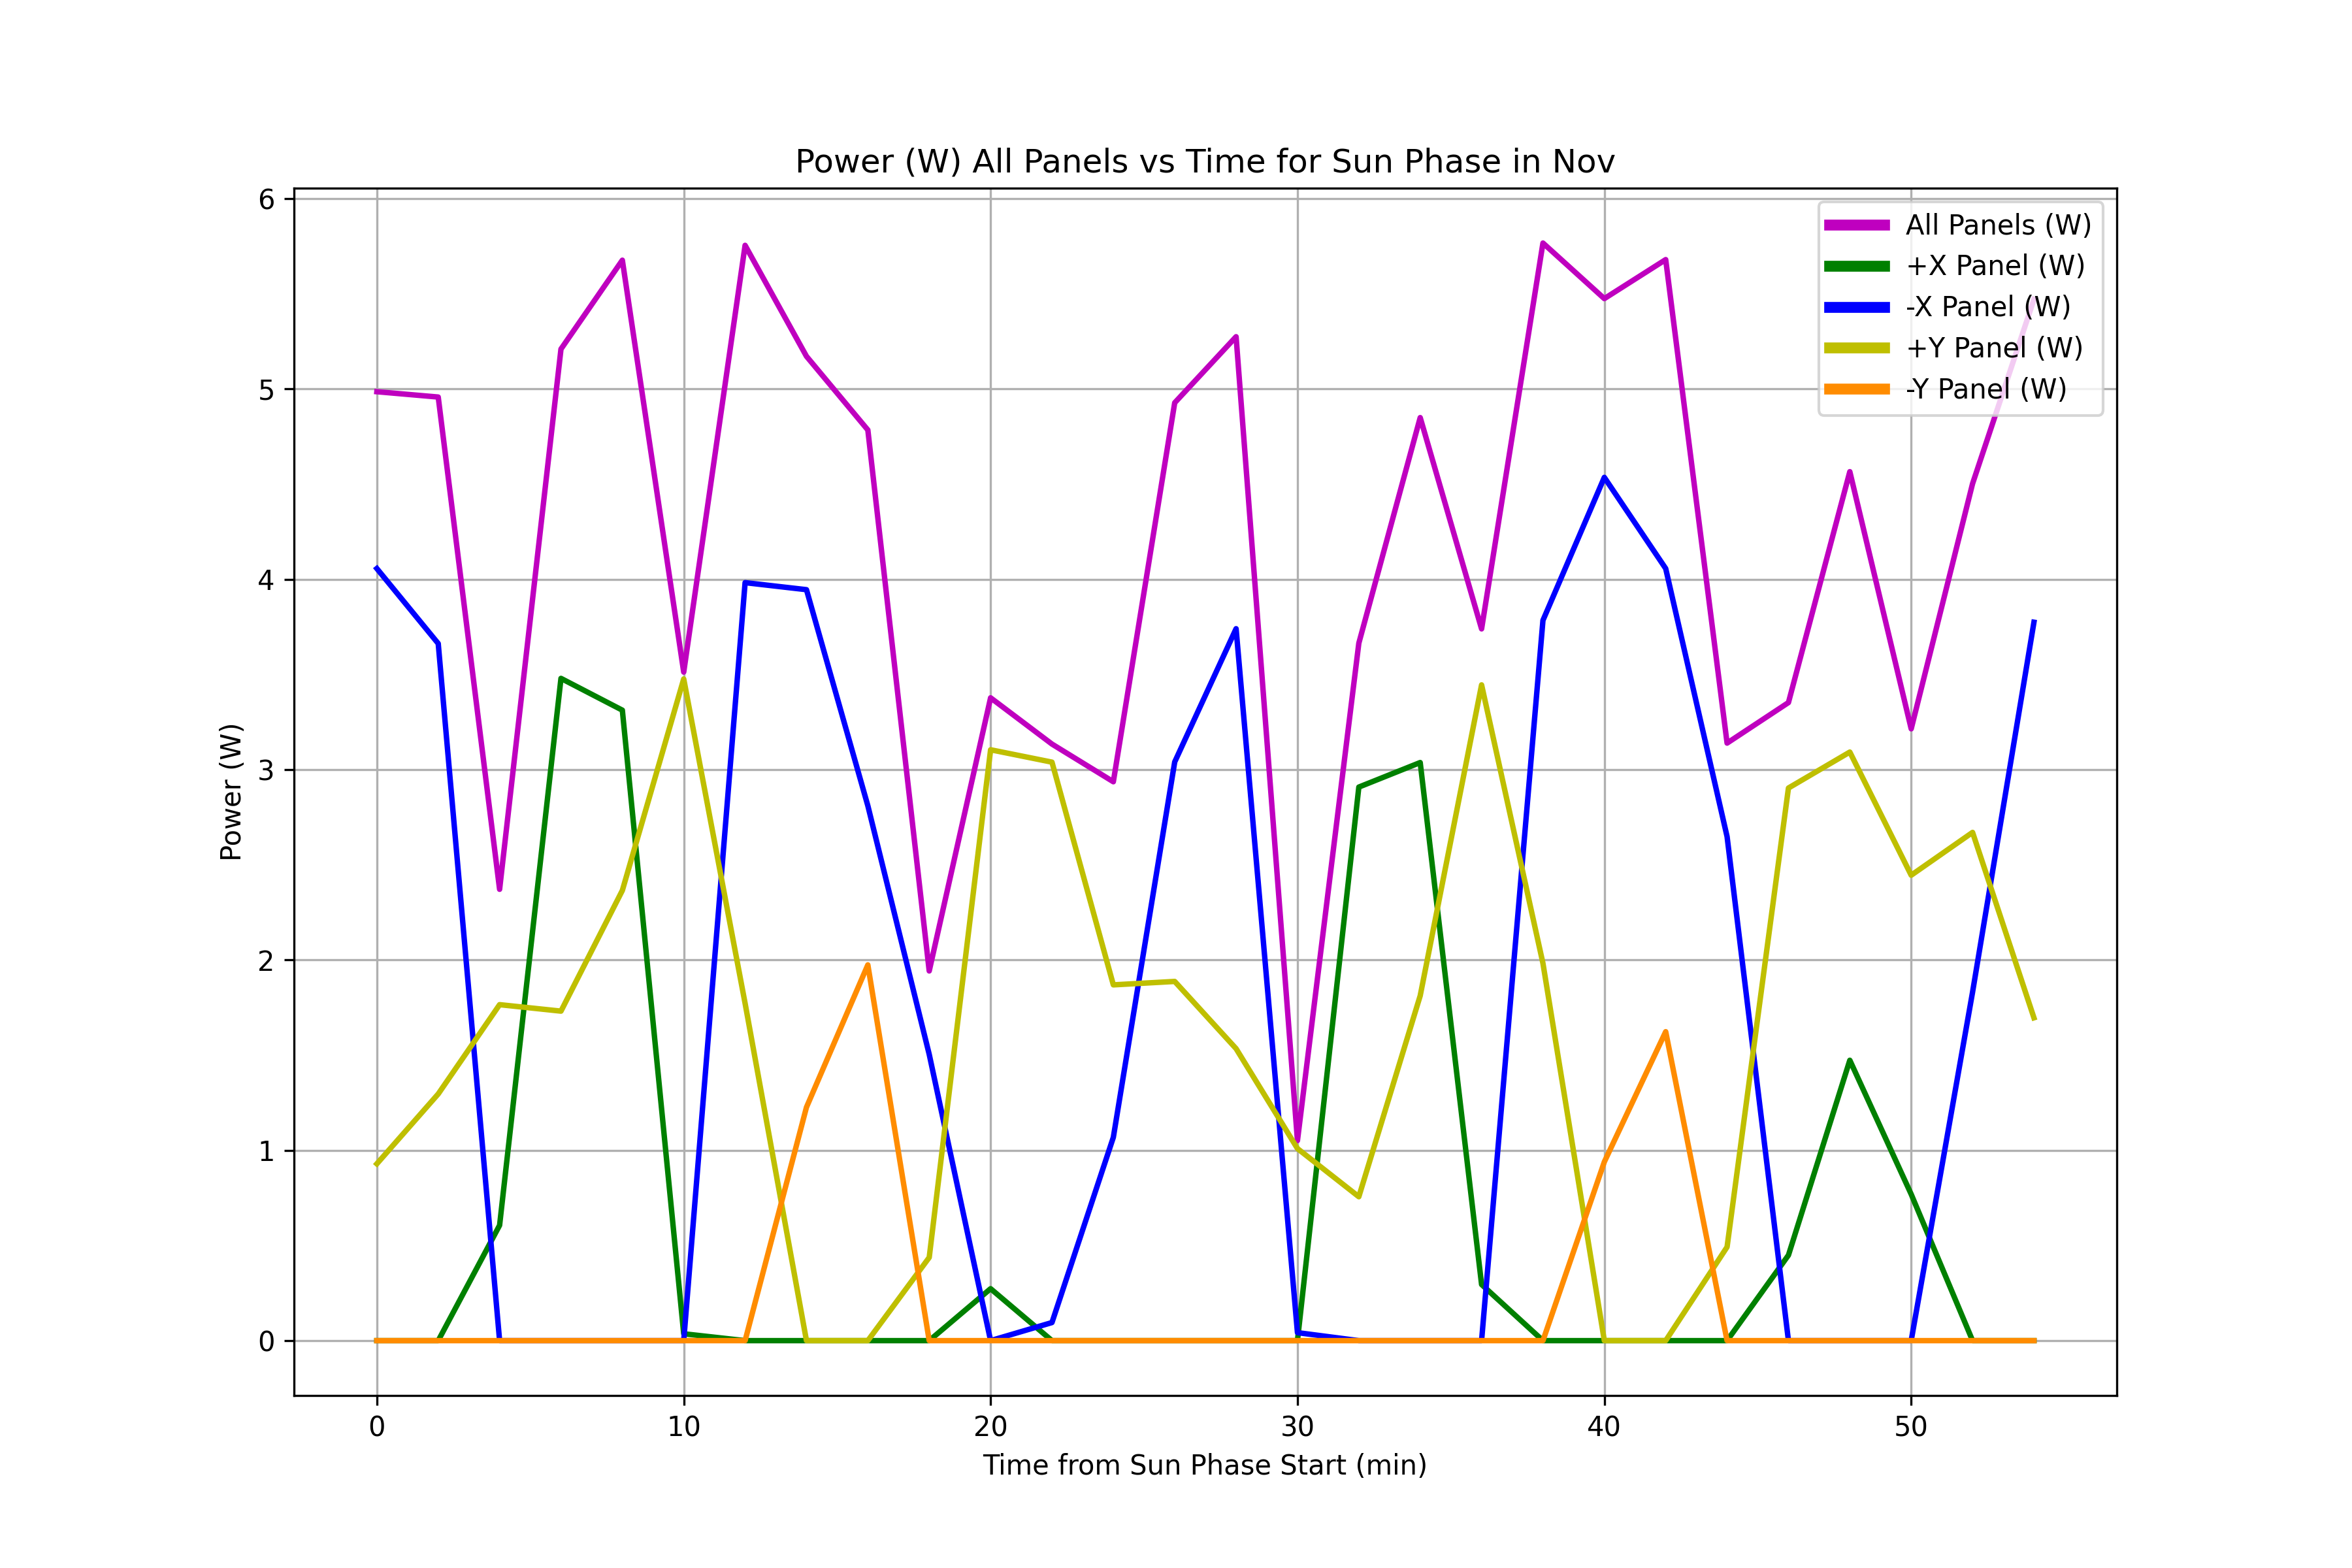 Power (W) All Panels vs Time for Sun Phase in Nov
6
5
4
3
2
1
0
Power (W)
All Panels (W)
+X Panel (W)
-X Panel (W)
+Y Panel (W)
-Y Panel (W)
0 10 20 30 40 50
Time from Sun Phase Start (min)